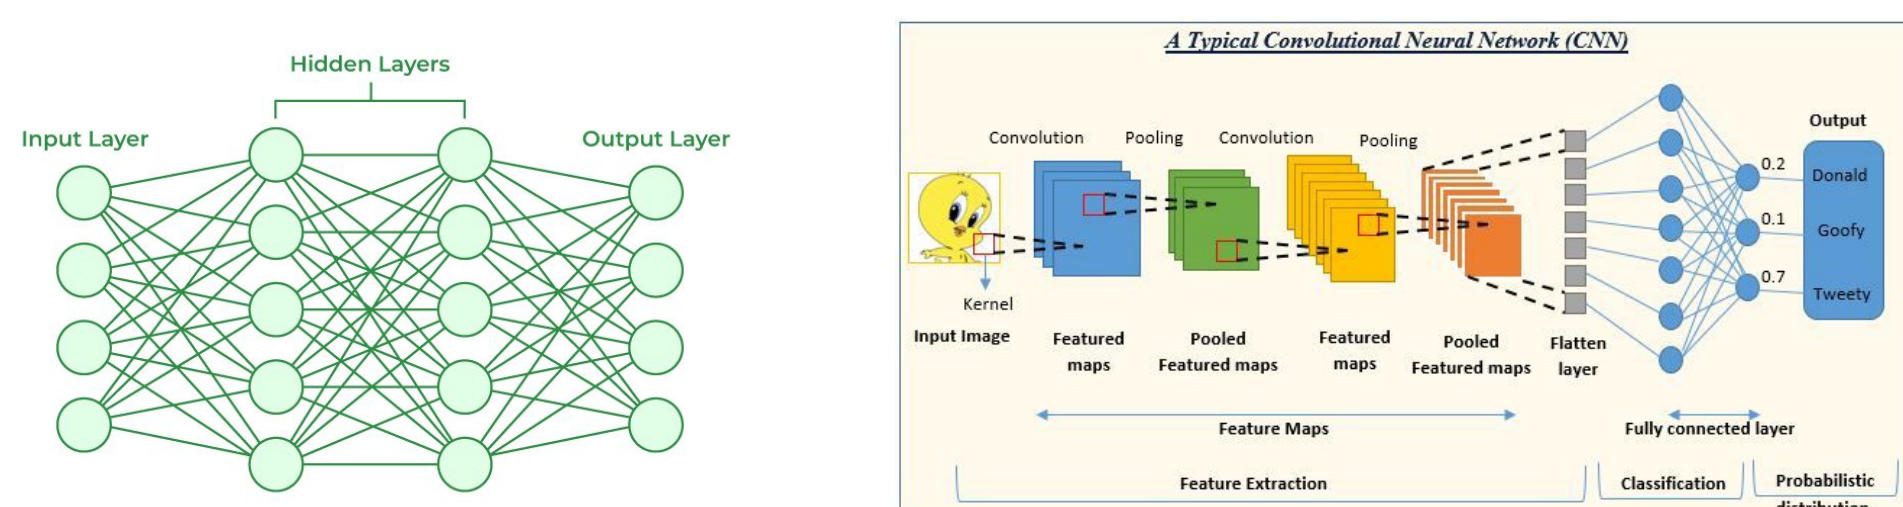 Hidden Layers
Input Layer
Output Layer
A Typical Convolutional Neural Network (CNN)
Output
Convolution
Pooling
Convolution
Pooling
0.2
Donald
0.1
Goofy
0.7
Tweety
Kernel
Input Image
Featured
maps
Pooled
Featured maps
Featured
maps
Pooled
Featured maps
Flatten
layer
Feature Maps
Fully connected layer
Feature Extraction
Classification
Probabilistic
distribution